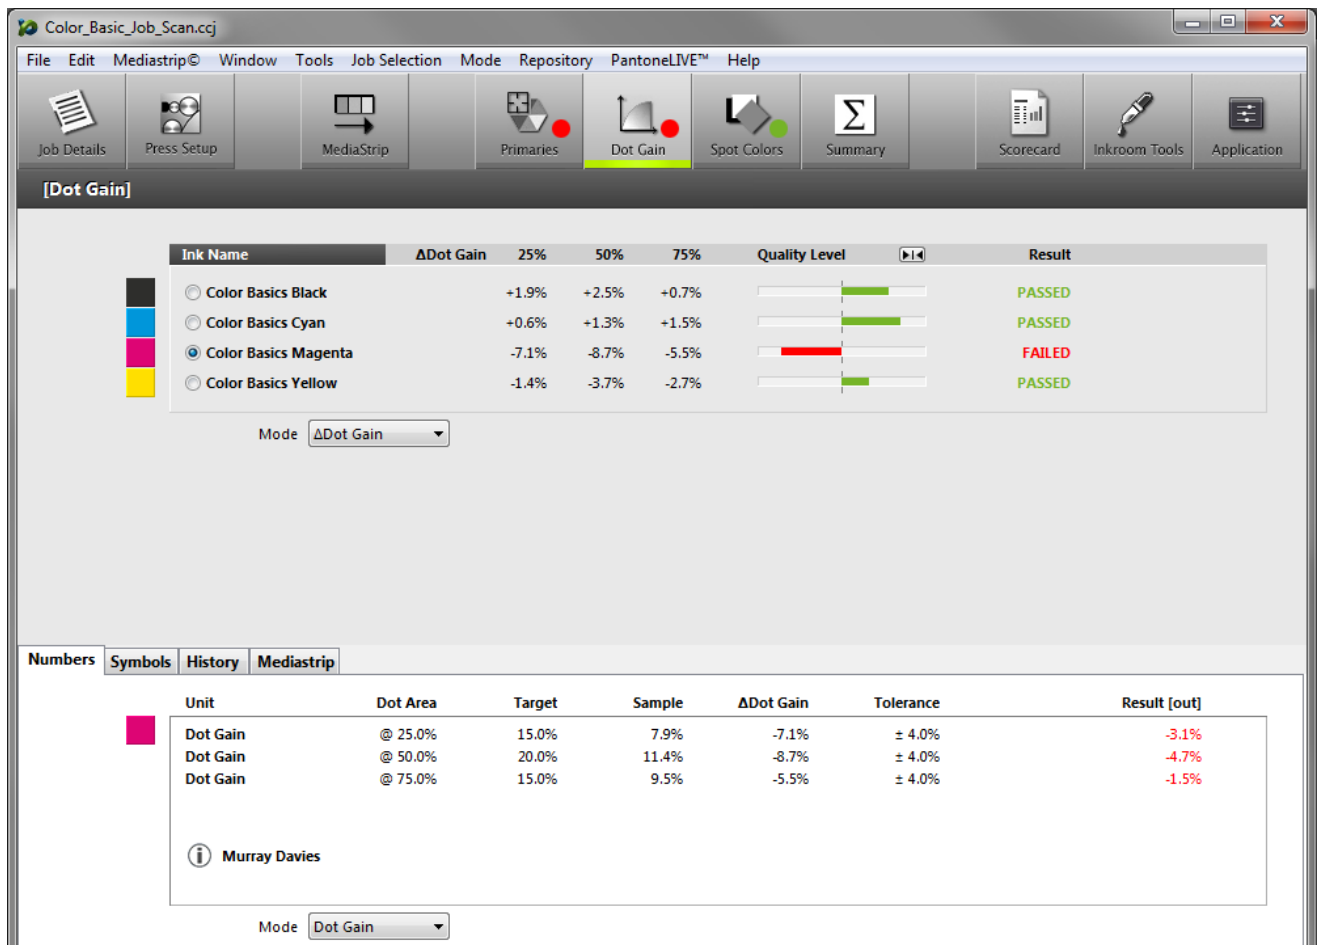 Color_Basic_Job_Scan.ccj
File Edit Mediastrip© Window Tools Job Selection Mode Repository PantoneLIVE™ Help
Job Details Press Setup MediaStrip Primaries Dot Gain Spot Colors Summary Scorecard Inkroom Tools Application
[Dot Gain]
Ink Name ΔDot Gain 25% 50% 75% Quality Level Result
Color Basics Black +1.9% +2.5% +0.7% PASSED
Color Basics Cyan +0.6% +1.3% +1.5% PASSED
Color Basics Magenta -7.1% -8.7% -5.5% FAILED
Color Basics Yellow -1.4% -3.7% -2.7% PASSED
Mode ΔDot Gain
Numbers Symbols History Mediastrip
Unit Dot Area Target Sample ΔDot Gain Tolerance Result [out]
Dot Gain @ 25.0% 15.0% 7.9% -7.1% ± 4.0% -3.1%
Dot Gain @ 50.0% 20.0% 11.4% -8.7% ± 4.0% -4.7%
Dot Gain @ 75.0% 15.0% 9.5% -5.5% ± 4.0% -1.5%
Murray Davies
Mode Dot Gain